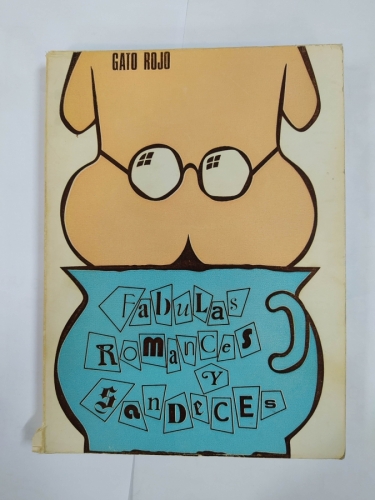 GATO ROJO
FabuLas
RomanCes
Y
SanDeCEs